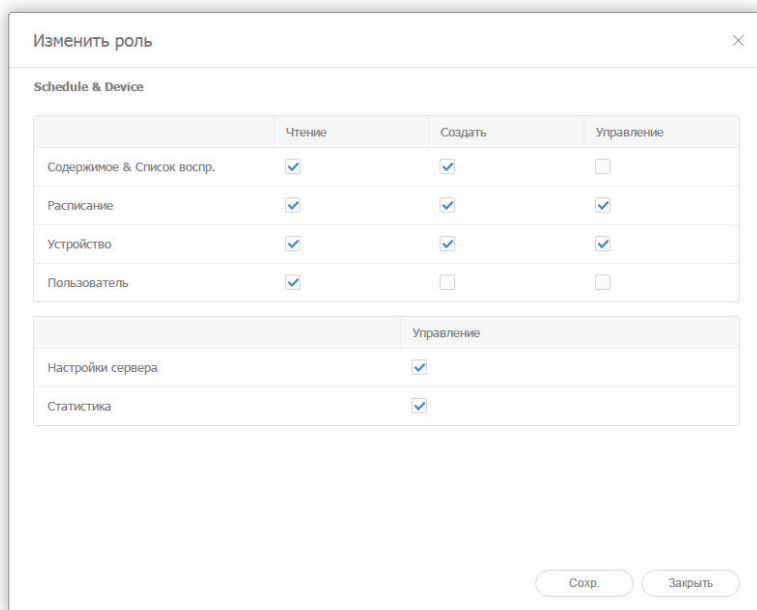 Изменить роль
Schedule & Device
Чтение Создать Управление
Содержимое & Список воспр.
Расписание
Устройство
Пользователь
Управление
Настройки сервера
Статистика
Сохр. Закрыть